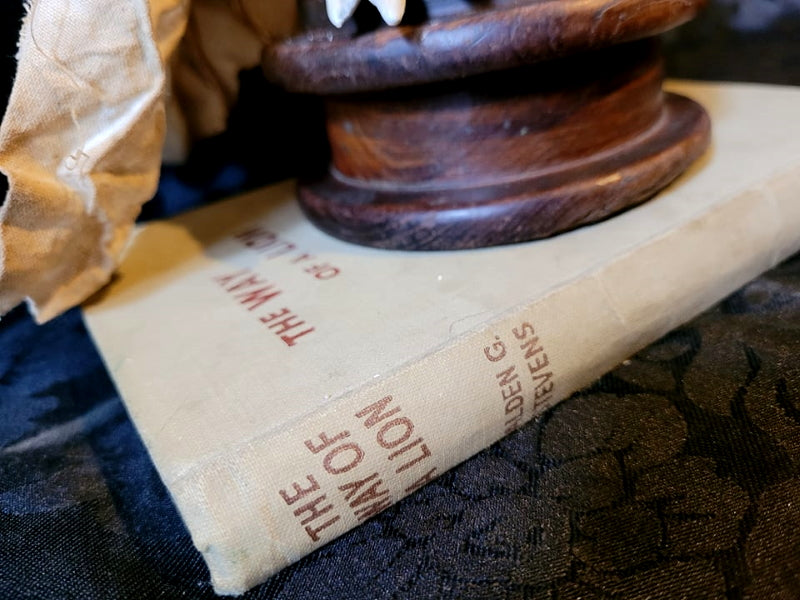 THE WAY
OF A LION
THE
WAY OF
A LION
ALDEN G.
STEVENS